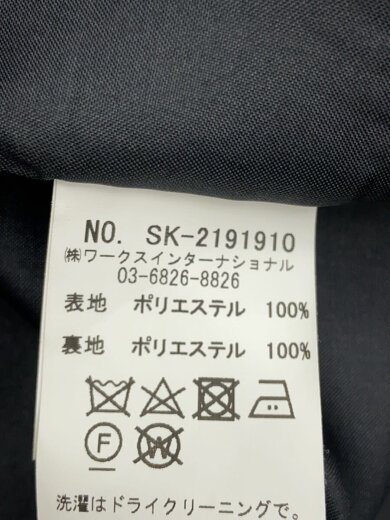 NO. SK-2191910
㈱ワークスインターナショナル
03-6826-8826
表地 ポリエステル 100%
裏地 ポリエステル 100%
F W
洗濯はドライクリーニングで。